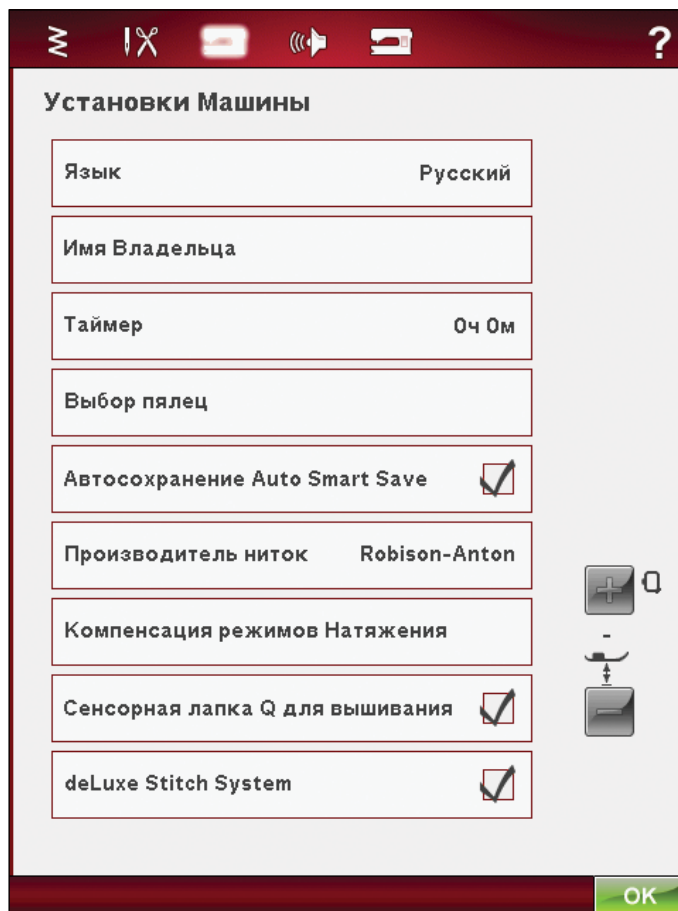 ?
Установки Машины
Язык Русский
Имя Владельца
Таймер 0ч 0м
Выбор пялец
Автосохранение Auto Smart Save
Производитель ниток Robison-Anton
Компенсация режимов Натяжения
Сенсорная лапка Q для вышивания
deLuxe Stitch System
OK